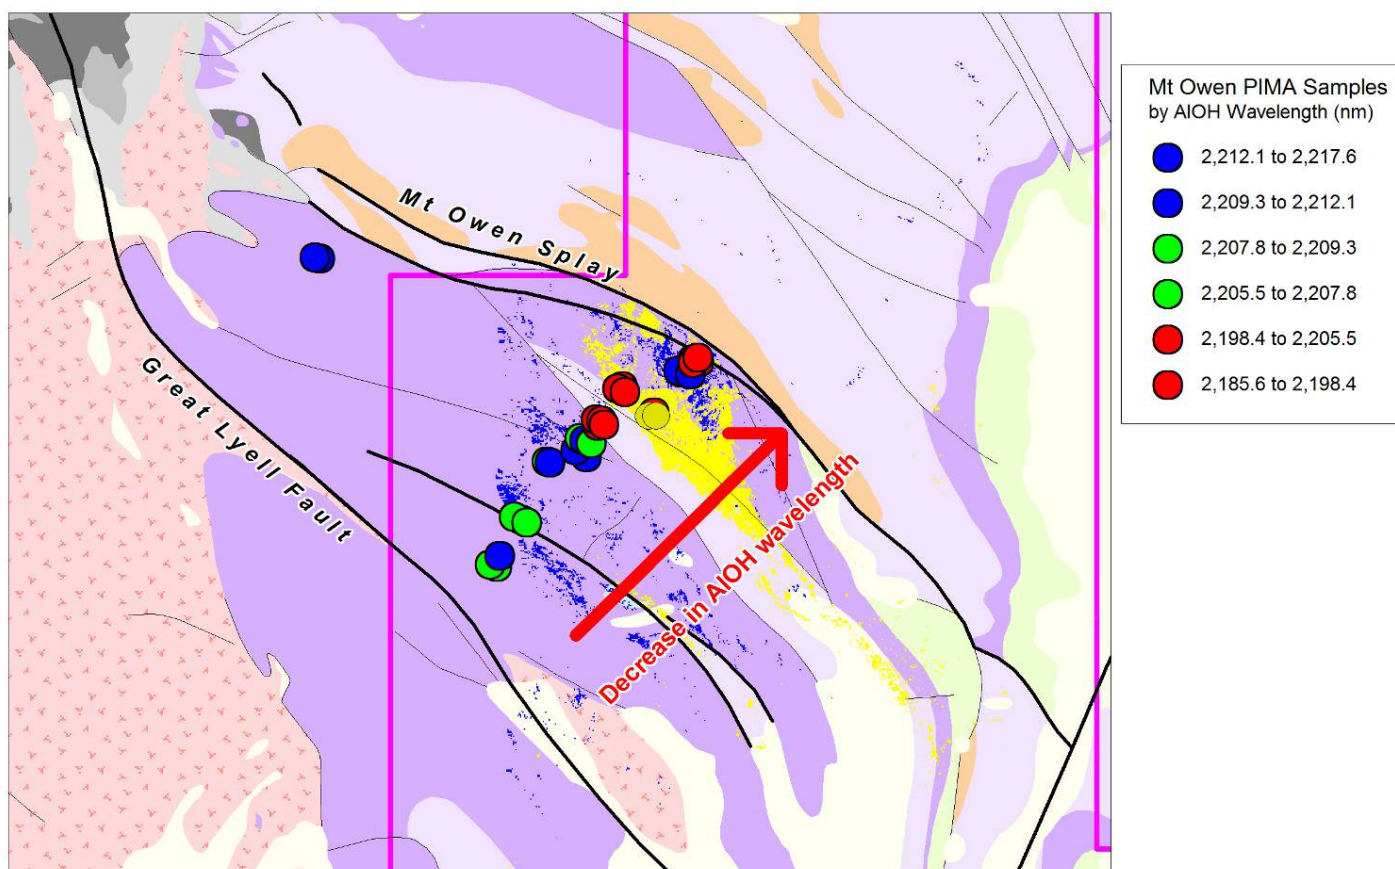 Mt Owen Splay
Great Lyell Fault
Decrease in AlOH wavelength
Mt Owen PIMA Samples
by AlOH Wavelength (nm)
2,212.1 to 2,217.6
2,209.3 to 2,212.1
2,207.8 to 2,209.3
2,205.5 to 2,207.8
2,198.4 to 2,205.5
2,185.6 to 2,198.4